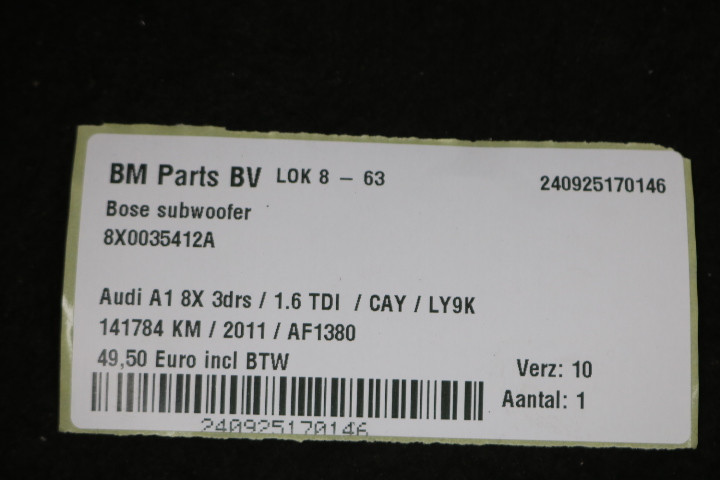 BM Parts BV LOK 8 - 63 240925170146
Bose subwoofer
8X0035412A
Audi A1 8X 3drs / 1.6 TDI / CAY / LY9K
141784 KM / 2011 / AF1380
49,50 Euro incl BTW
Verz: 10
Aantal: 1
240925170146